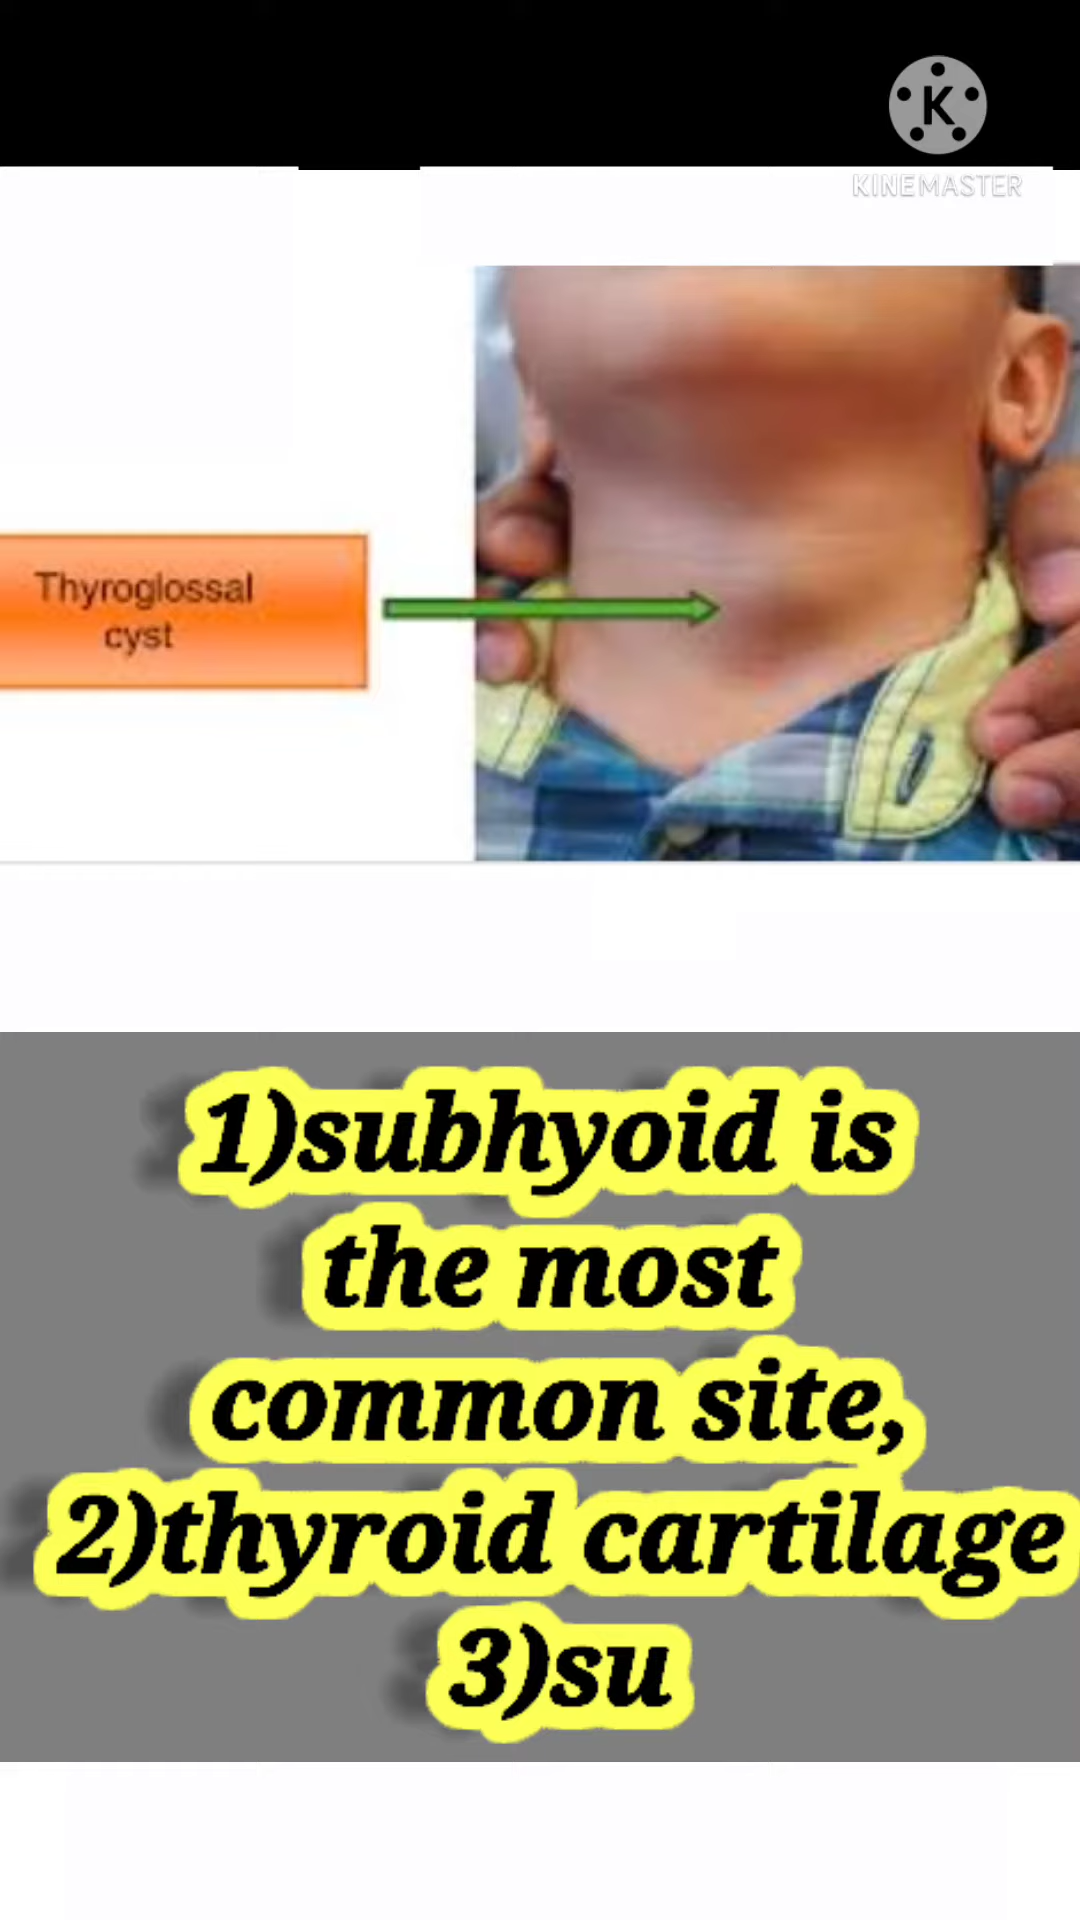 K
KINEMASTER
Thyroglossal
cyst
1)subhyoid is
the most
common site,
2)thyroid cartilage
3)su